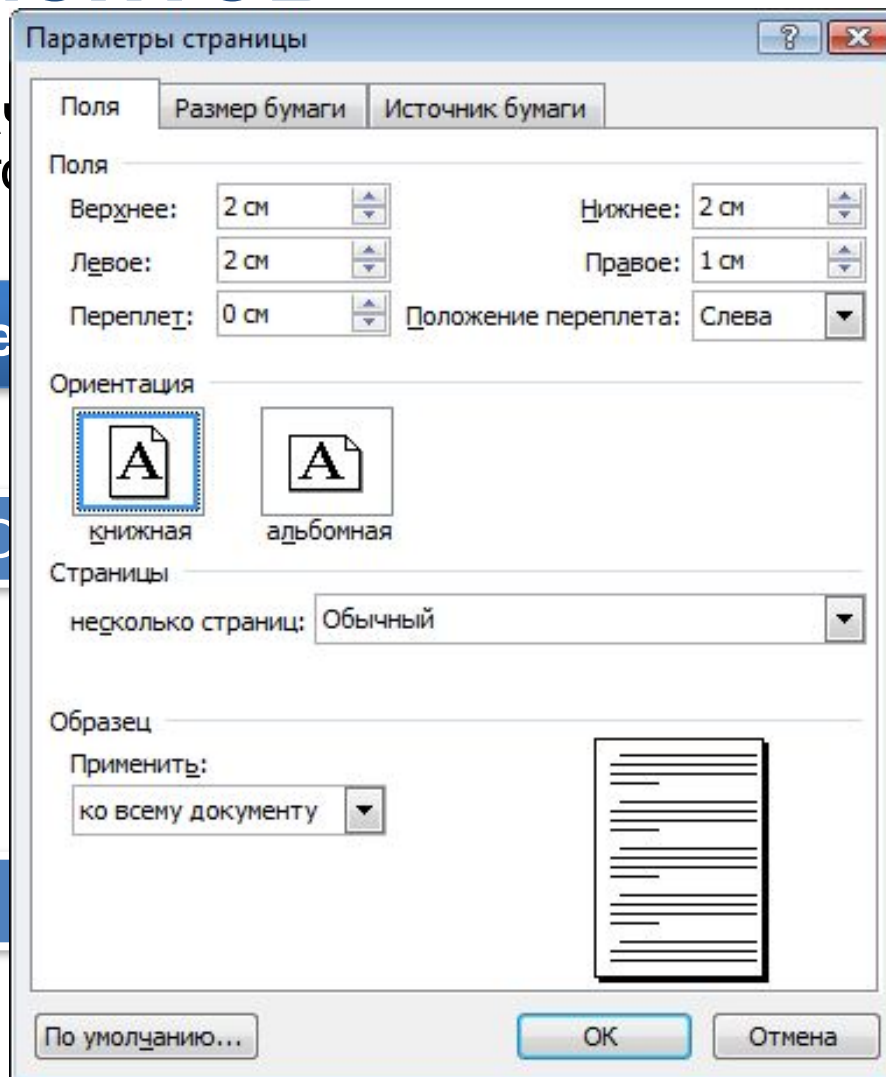 Параметры страницы
Поля Размер бумаги Источник бумаги
Поля
Верхнее: 2 см Нижнее: 2 см
Левое: 2 см Правое: 1 см
Переплет: 0 см Положение переплета: Слева
Ориентация
A A
книжная альбомная
Страницы
несколько страниц: Обычный
Образец
Применить:
ко всему документу
По умолчанию... ОК Отмена